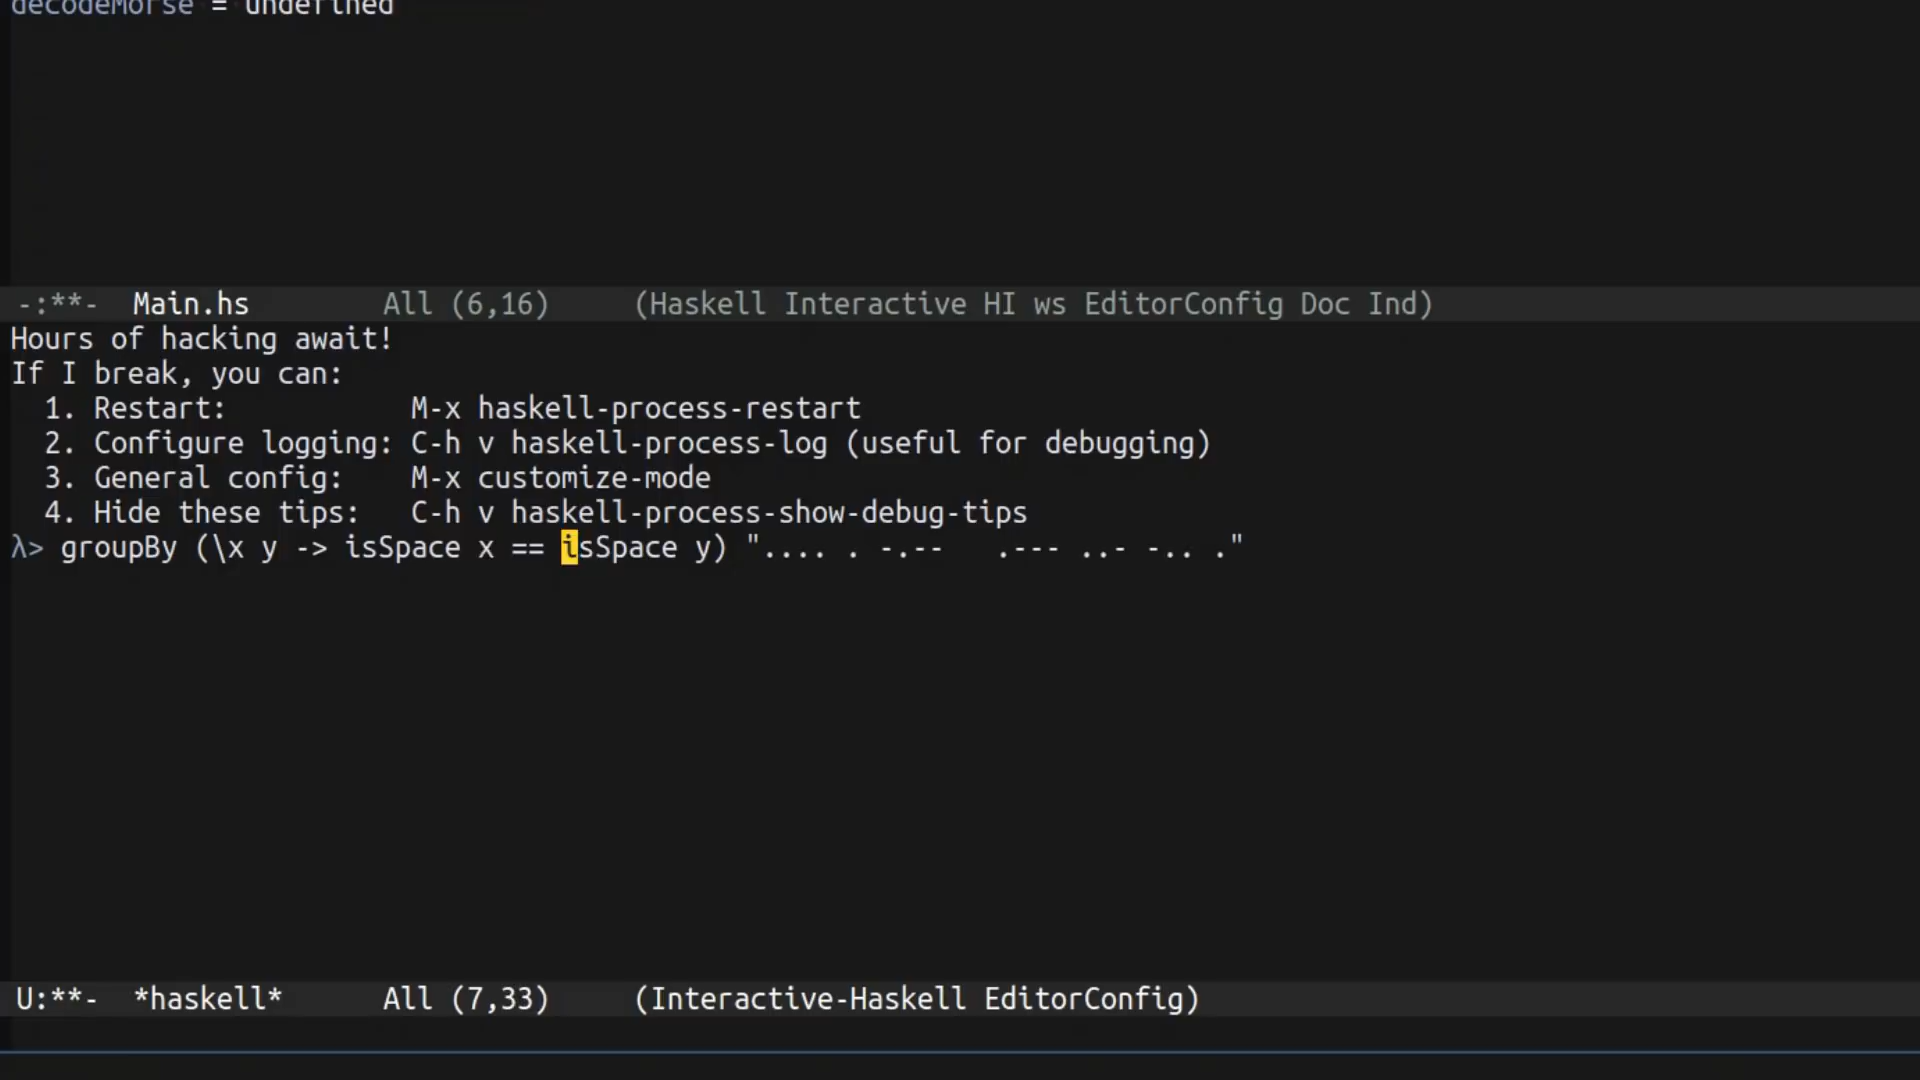 decodeMorse = undefined
-:**-  Main.hs        All (6,16)     (Haskell Interactive HI ws EditorConfig Doc Ind)
Hours of hacking await!
If I break, you can:
  1. Restart:           M-x haskell-process-restart
  2. Configure logging: C-h v haskell-process-log (useful for debugging)
  3. General config:    M-x customize-mode
  4. Hide these tips:   C-h v haskell-process-show-debug-tips
λ> groupBy (\x y -> isSpace x == isSpace y) ".... . -.--   .--- ..- -.. ."
U:**-  *haskell*      All (7,33)     (Interactive-Haskell EditorConfig)